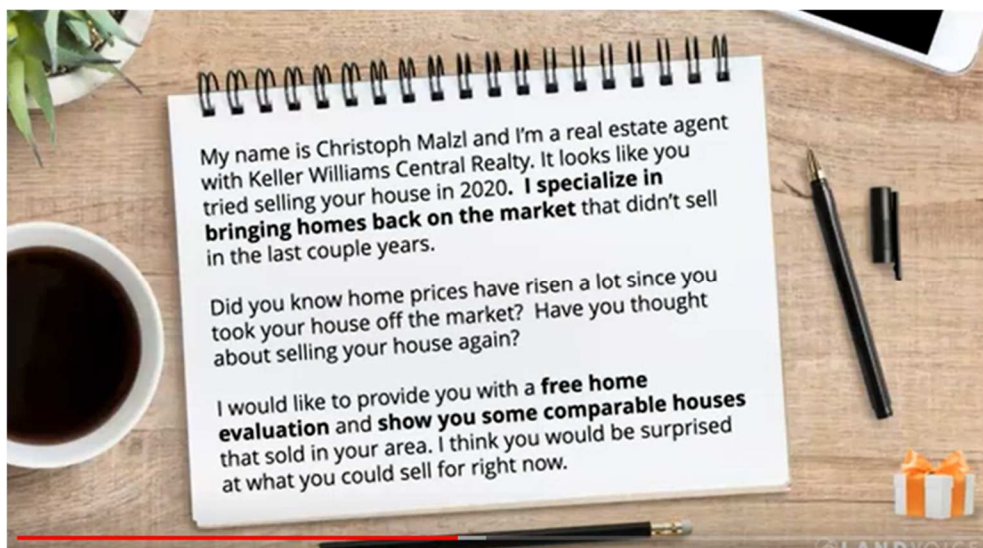 My name is Christoph Malzl and I'm a real estate agent
with Keller Williams Central Realty. It looks like you
tried selling your house in 2020. I specialize in
bringing homes back on the market that didn't sell
in the last couple years.
Did you know home prices have risen a lot since you
took your house off the market? Have you thought
about selling your house again?
I would like to provide you with a free home
evaluation and show you some comparable houses
that sold in your area. I think you would be surprised
at what you could sell for right now.
LANDVOICE